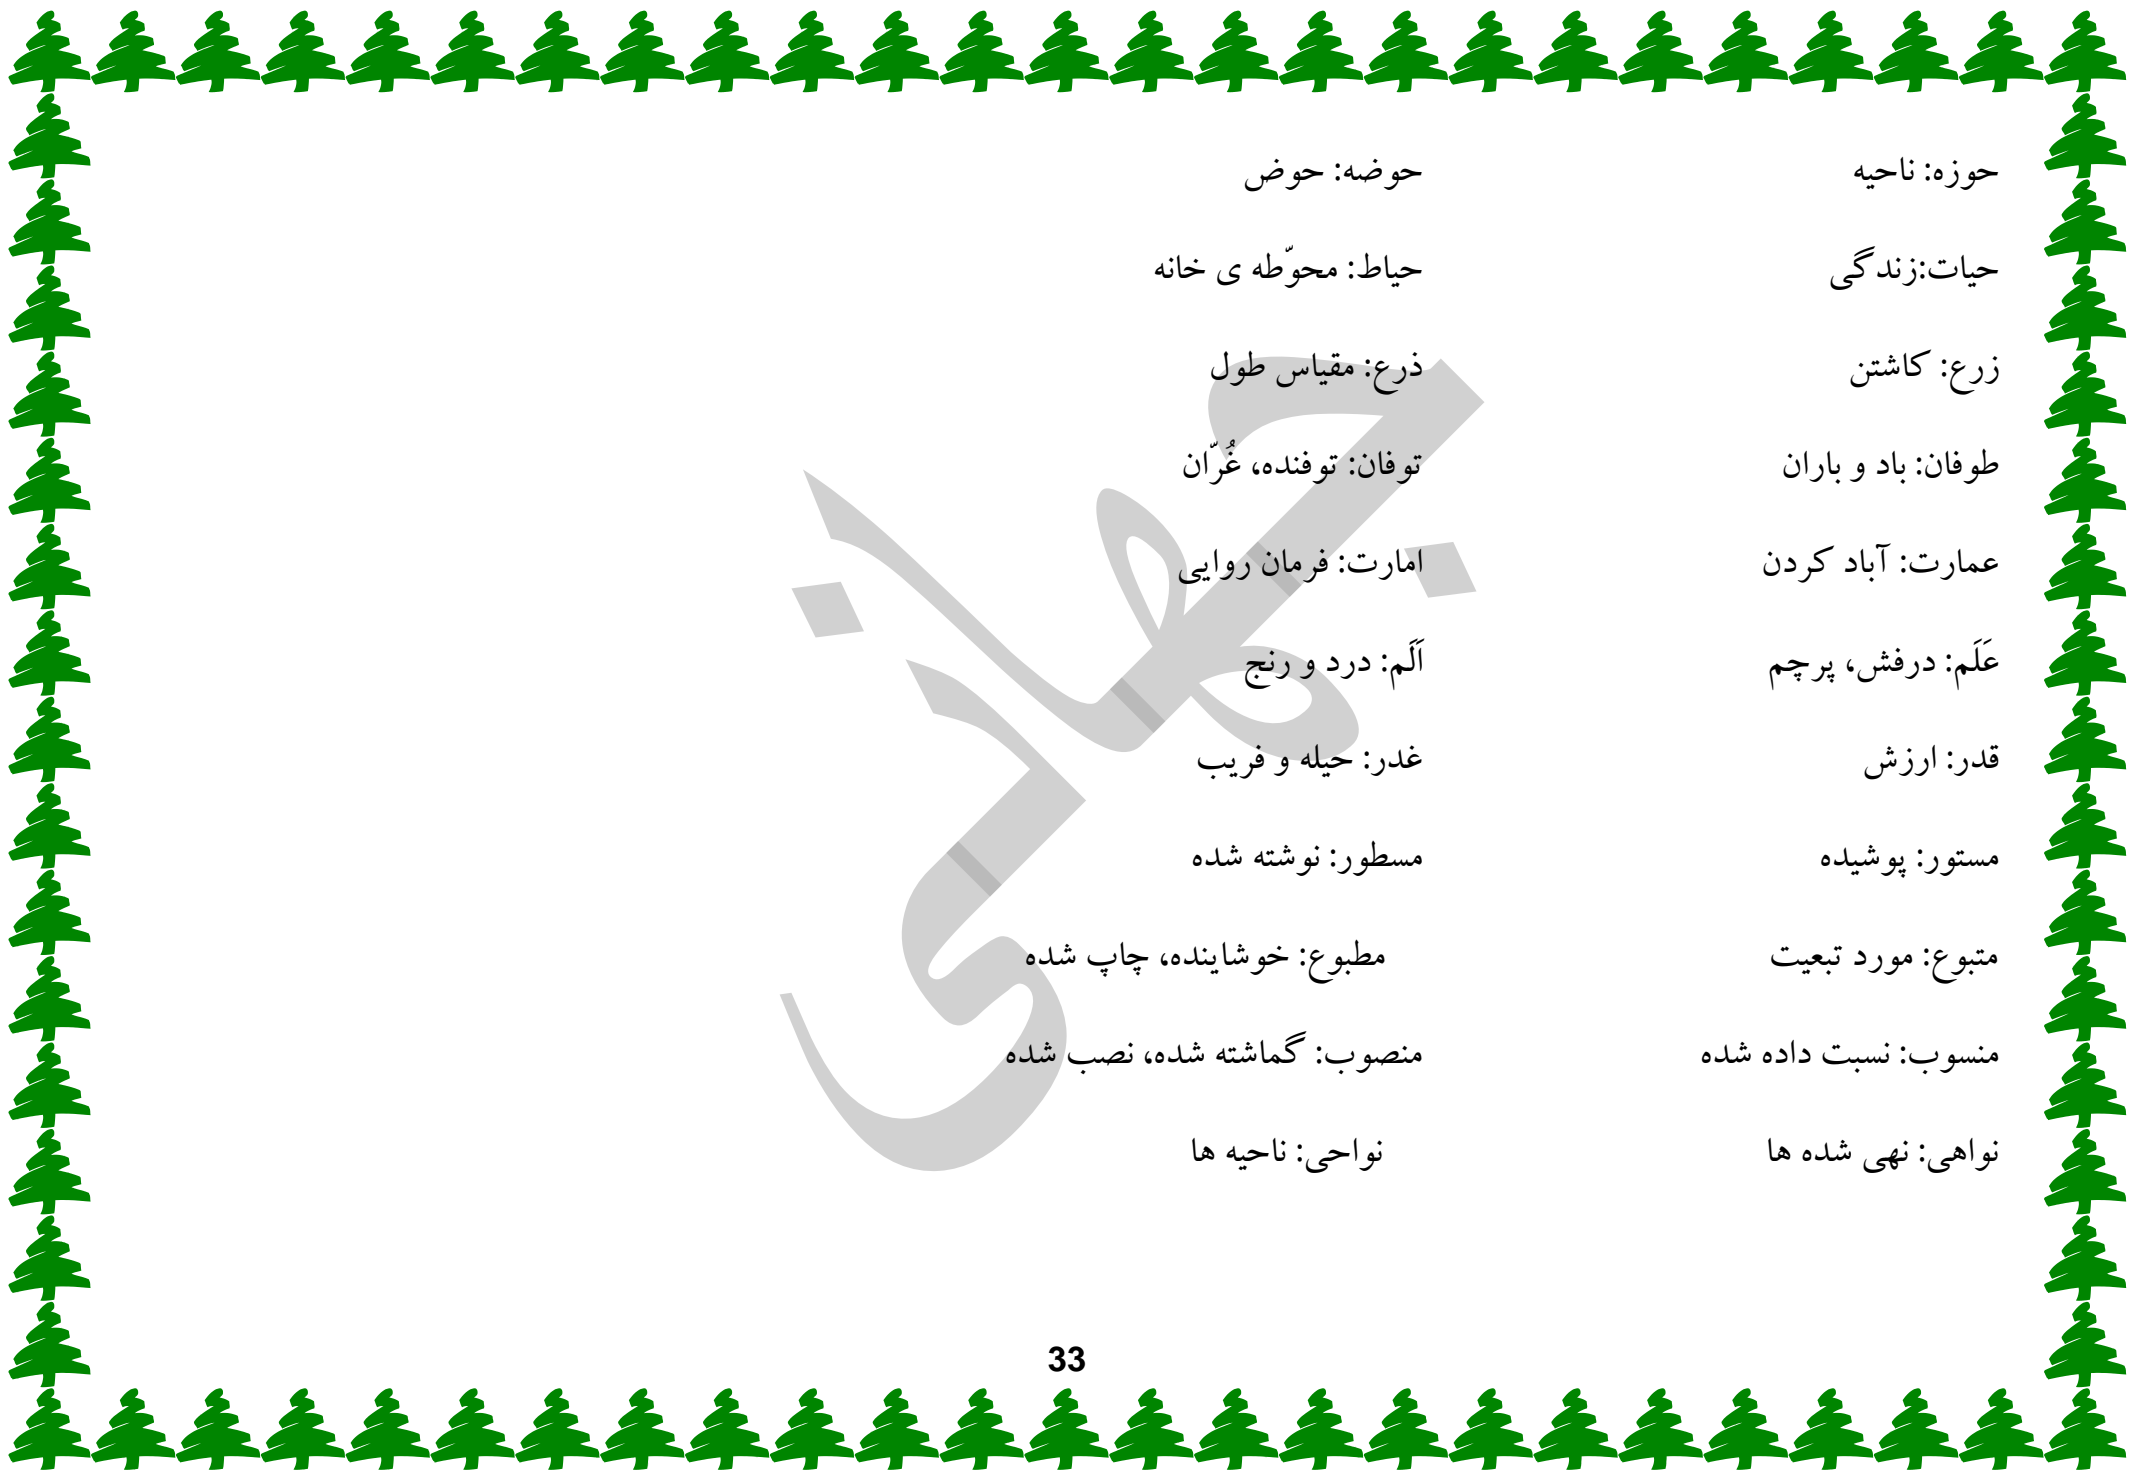 حوزه: ناحیه حوضه: حوض
حیات:زندگی حیاط: محوّطه ی خانه
زرع: کاشتن ذرع: مقیاس طول
طوفان: باد و باران توفان: توفنده، غُرّان
عمارت: آباد کردن امارت: فرمان روایی
عَلَم: درفش، پرچم اَلَم: درد و رنج
قدر: ارزش غدر: حیله و فریب
مستور: پوشیده مسطور: نوشته شده
متبوع: مورد تبعیت مطبوع: خوشاینده، چاپ شده
منسوب: نسبت داده شده منصوب: گماشته شده، نصب شده
نواهی: نهی شده ها نواحی: ناحیه ها
جهانی
33